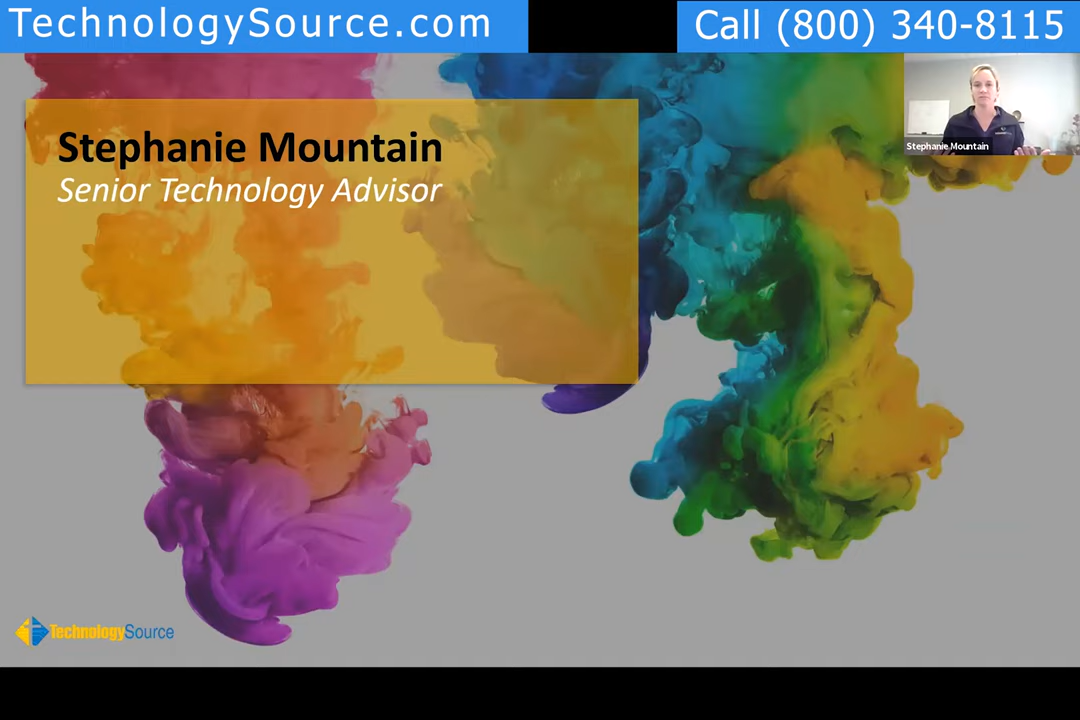 TechnologySource.com
Call (800) 340-8115
Stephanie Mountain
Stephanie Mountain
Senior Technology Advisor
TechnologySource